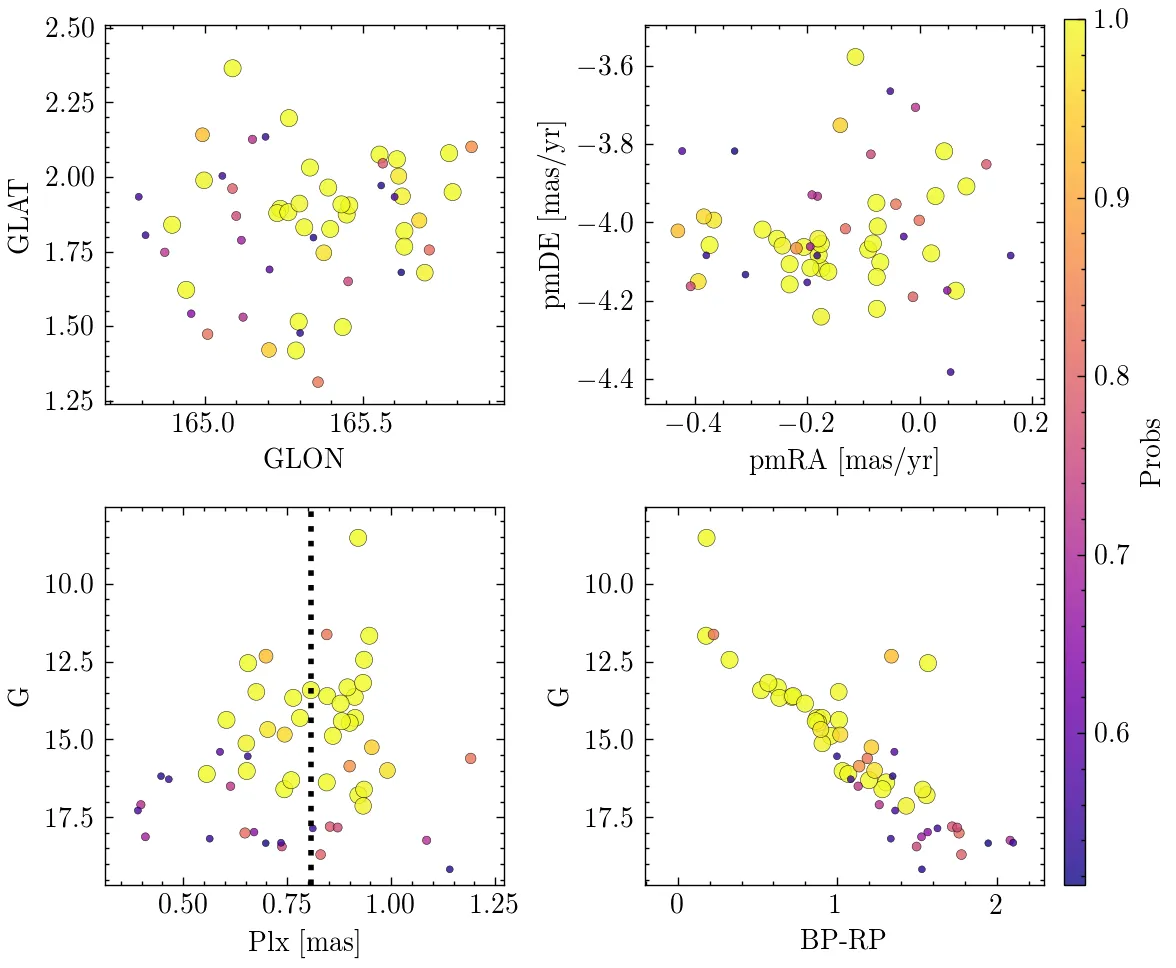 2.50
2.25
2.00
1.75
1.50
1.25
GLAT
165.0 165.5
GLON
−3.6
−3.8
−4.0
−4.2
−4.4
pmDE [mas/yr]
−0.4 −0.2 0.0 0.2
pmRA [mas/yr]
10.0
12.5
15.0
17.5
G
0.50 0.75 1.00 1.25
Plx [mas]
10.0
12.5
15.0
17.5
G
0 1 2
BP-RP
1.0
0.9
0.8
0.7
0.6
Probs